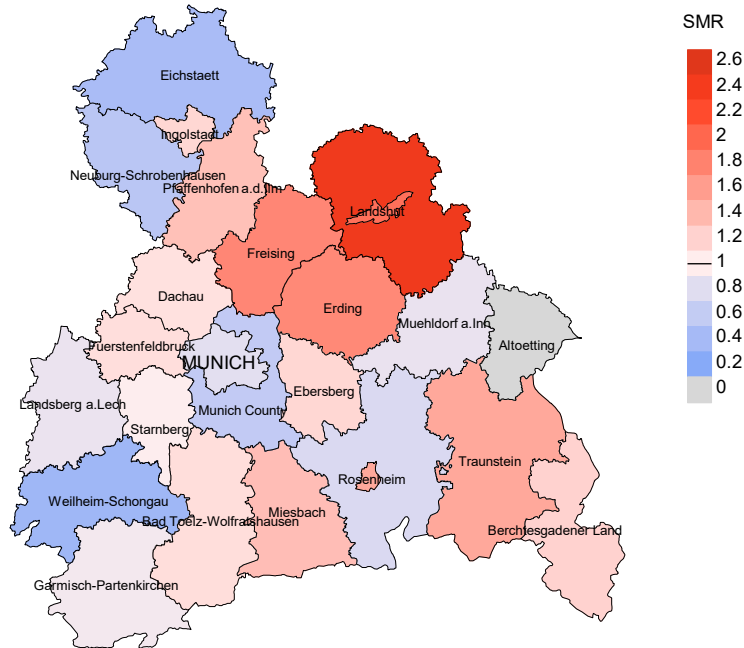 SMR
2.6
2.4
2.2
2
1.8
1.6
1.4
1.2
1
0.8
0.6
0.4
0.2
0
Eichstaett
Ingolstadt
Neuburg-Schrobenhausen
Pfaffenhofen a.d.Ilm
Landshut
Freising
Dachau
Erding
Muehldorf a.Inn
Altoetting
Fuerstenfeldbruck
MUNICH
Ebersberg
Landsberg a.Lech
Munich County
Starnberg
Traunstein
Rosenheim
Weilheim-Schongau
Miesbach
Bad Toelz-Wolfratshausen
Berchtesgadener Land
Garmisch-Partenkirchen